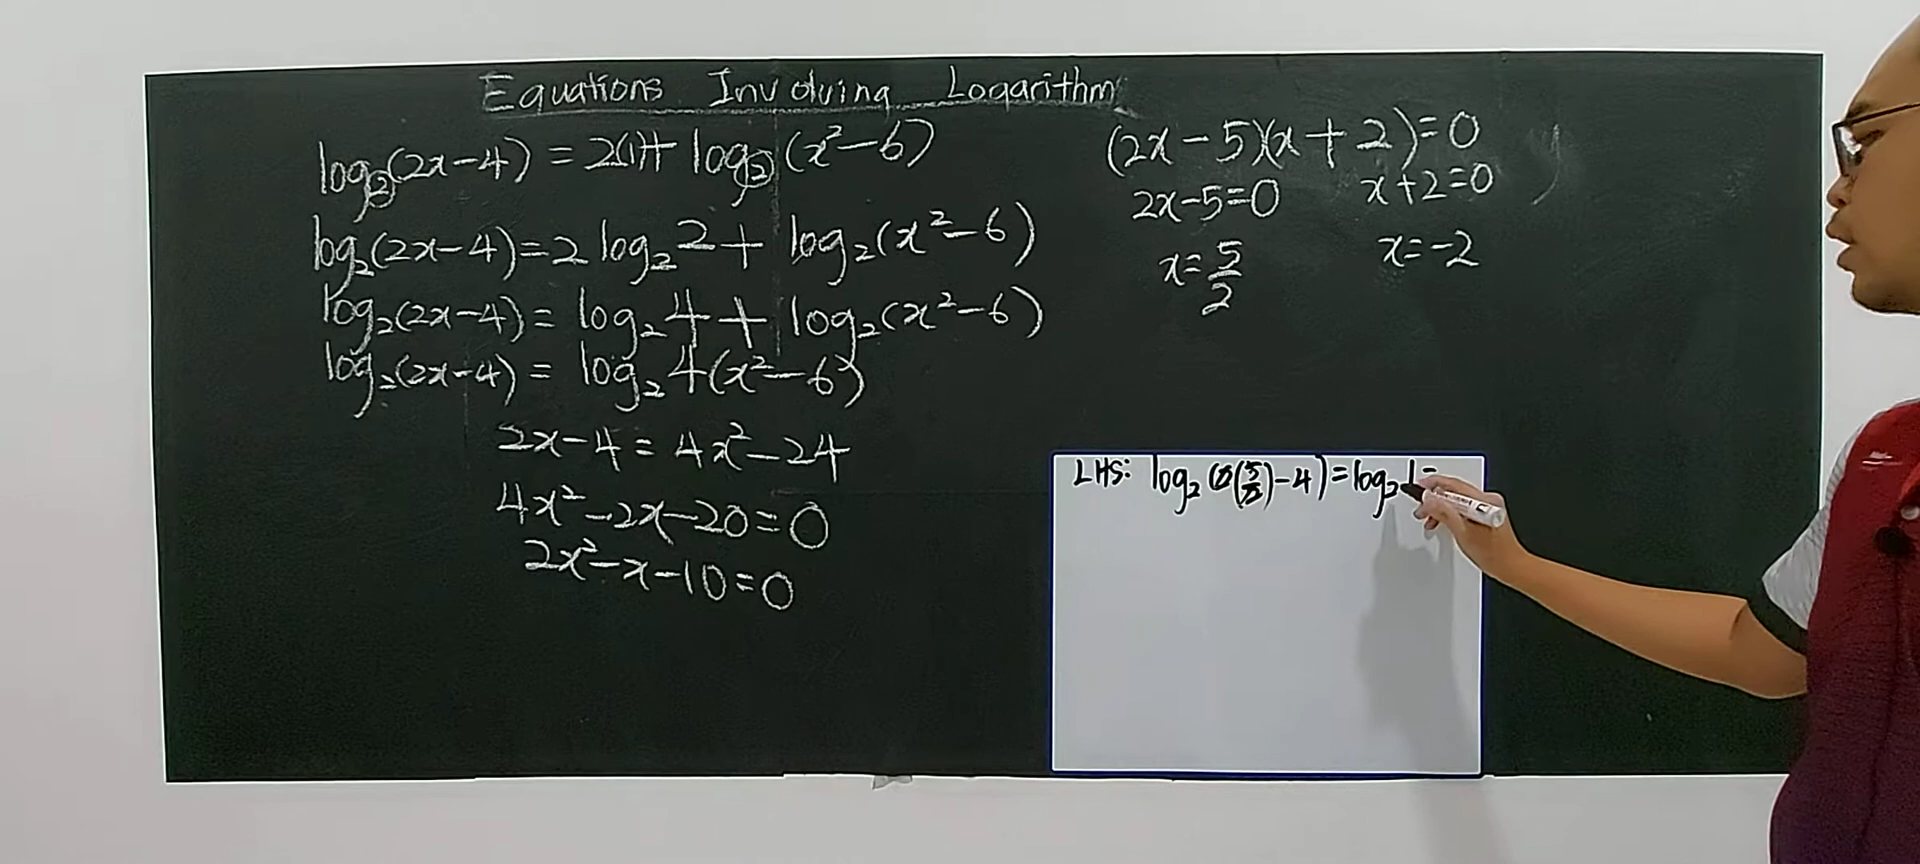 Equations Involving Logarithm
log₂(2x-4) = 2(1)+ log₂(x²-6)
log₂(2x-4)=2 log₂2 + log₂(x²-6)
log₂(2x-4) = log₂4 + log₂(x²-6)
log₂(2x-4) = log₂4(x²-6)
2x-4 = 4x²-24
4x²-2x-20=0
2x²-x-10=0
(2x-5)(x+2)=0
2x-5=0 x+2=0
x=5/2 x=-2
LHS: log₂(2(5/2)-4)=log₂1=